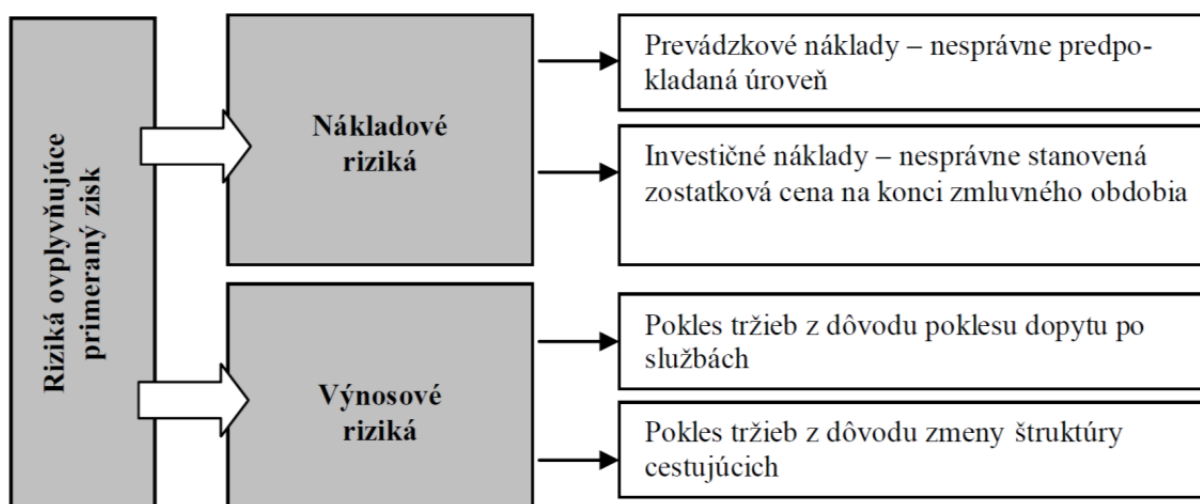 Riziká ovplyvňujúce
primeraný zisk
Nákladové
riziká
Prevádzkové náklady – nesprávne predpo-
kladaná úroveň
Investičné náklady – nesprávne stanovená
zostatková cena na konci zmluvného obdobia
Výnosové
riziká
Pokles tržieb z dôvodu poklesu dopytu po
službách
Pokles tržieb z dôvodu zmeny štruktúry
cestujúcich